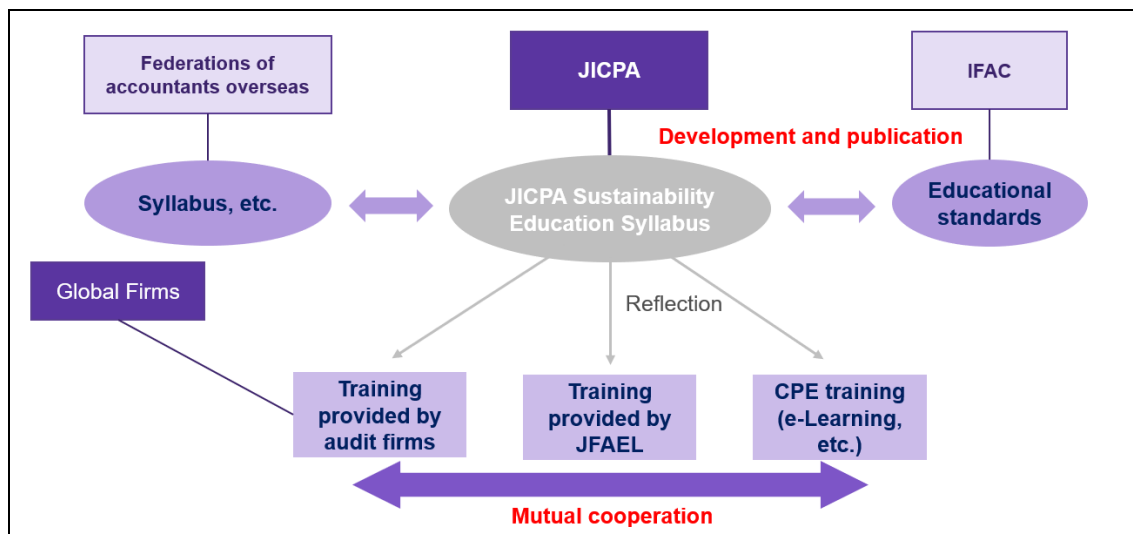 Federations of
accountants overseas
JICPA
IFAC
Development and publication
Syllabus, etc.
JICPA Sustainability
Education Syllabus
Educational
standards
Global Firms
Reflection
Training
provided by
audit firms
Training
provided by
JFAEL
CPE training
(e-Learning,
etc.)
Mutual cooperation